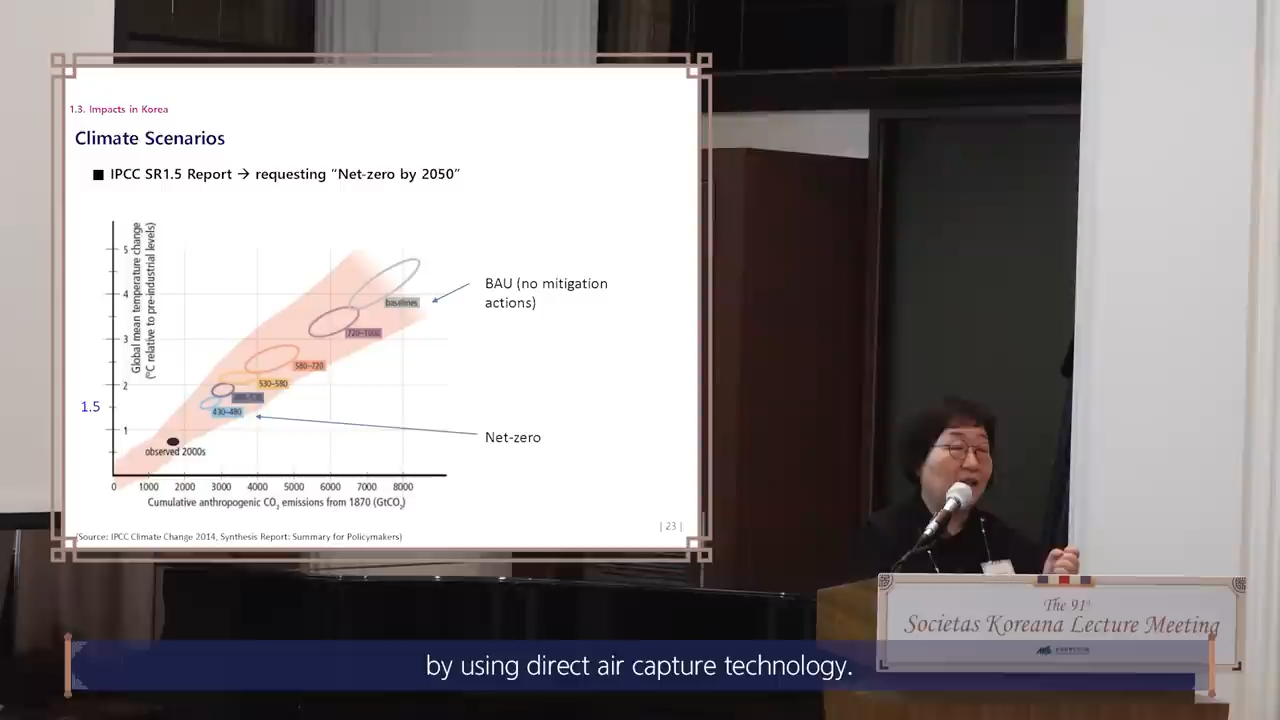 1.3. Impacts in Korea
Climate Scenarios
■ IPCC SR1.5 Report → requesting “Net-zero by 2050”
Global mean temperature change
(°C relative to pre-industrial levels)
5
4
3
2
1.5
1
baselines
720–1000
580–720
530–580
430–480
observed 2000s
BAU (no mitigation
actions)
Net-zero
0 1000 2000 3000 4000 5000 6000 7000 8000
Cumulative anthropogenic CO₂ emissions from 1870 (GtCO₂)
| 23 |
(Source: IPCC Climate Change 2014, Synthesis Report: Summary for Policymakers)
The 91st
Societas Koreana Lecture Meeting
by using direct air capture technology.